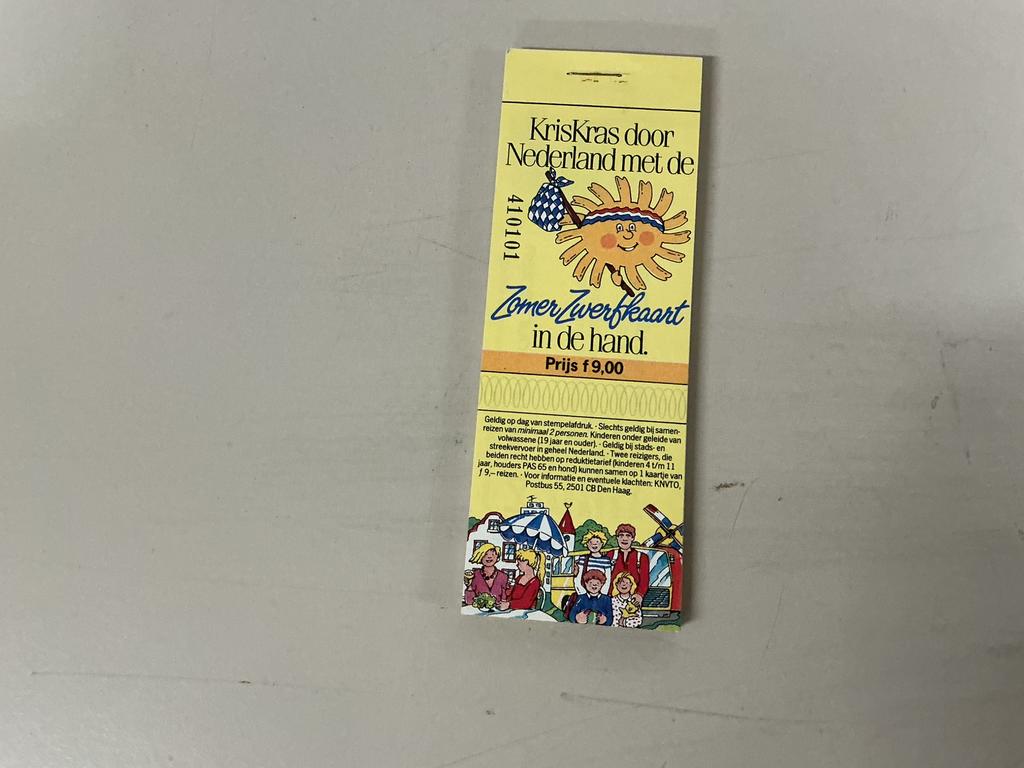 KrisKras door
Nederland met de
410101
Zomer Zwerfkaart
in de hand.
Prijs f 9,00
Geldig op dag van stempelafdruk. · Slechts geldig bij samen-
reizen van minimaal 2 personen. Kinderen onder geleide van
volwassene (19 jaar en ouder). · Geldig bij stads- en
streekvervoer in geheel Nederland. · Twee reizigers, die
beiden recht hebben op reduktietarief (kinderen 4 t/m 11
jaar, houders PAS 65 en hond) kunnen samen op 1 kaartje van
f 9,– reizen. · Voor informatie en eventuele klachten: KNVTO,
Postbus 55, 2501 CB Den Haag.